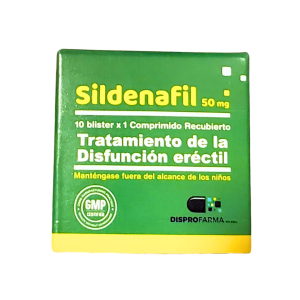 Sildenafil 50 mg
10 blister x 1 Comprimido Recubierto
Tratamiento de la
Disfunción eréctil
Manténgase fuera del alcance de los niños
GMP
CERTIFIED
DISPROFARMA